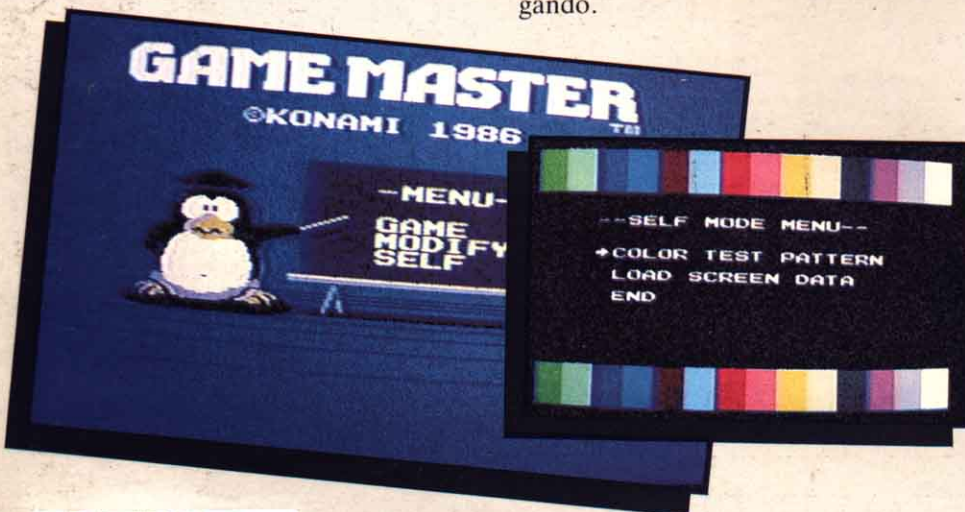 gando.
GAME MASTER
©KONAMI 1986
TM
--MENU-
GAME
MODIFY
SELF
--SELF MODE MENU--
→COLOR TEST PATTERN
LOAD SCREEN DATA
END